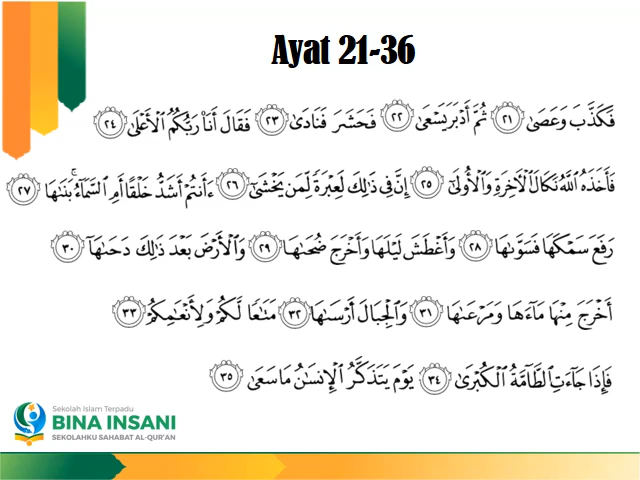 Ayat 21-36
فَكَذَّبَ وَعَصَىٰ ٢١ ثُمَّ أَدْبَرَ يَسْعَىٰ ٢٢ فَحَشَرَ فَنَادَىٰ ٢٣ فَقَالَ أَنَا۠ رَبُّكُمُ ٱلْأَعْلَىٰ ٢٤
فَأَخَذَهُ ٱللَّهُ نَكَالَ ٱلْءَاخِرَةِ وَٱلْأُولَىٰٓ ٢٥ إِنَّ فِى ذَٰلِكَ لَعِبْرَةً لِّمَن يَخْشَىٰٓ ٢٦ ءَأَنتُمْ أَشَدُّ خَلْقًا أَمِ ٱلسَّمَآءُ ۚ بَنَىٰهَا ٢٧
رَفَعَ سَمْكَهَا فَسَوَّىٰهَا ٢٨ وَأَغْطَشَ لَيْلَهَا وَأَخْرَجَ ضُحَىٰهَا ٢٩ وَٱلْأَرْضَ بَعْدَ ذَٰلِكَ دَحَىٰهَآ ٣٠
أَخْرَجَ مِنْهَا مَآءَهَا وَمَرْعَىٰهَا ٣١ وَٱلْجِبَالَ أَرْسَىٰهَا ٣٢ مَتَٰعًا لَّكُمْ وَلِأَنْعَٰمِكُمْ ٣٣
فَإِذَا جَآءَتِ ٱلطَّآمَّةُ ٱلْكُبْرَىٰ ٣٤ يَوْمَ يَتَذَكَّرُ ٱلْإِنسَٰنُ مَا سَعَىٰ ٣٥
Sekolah Islam Terpadu
BINA INSANI
SEKOLAHKU SAHABAT AL-QUR'AN